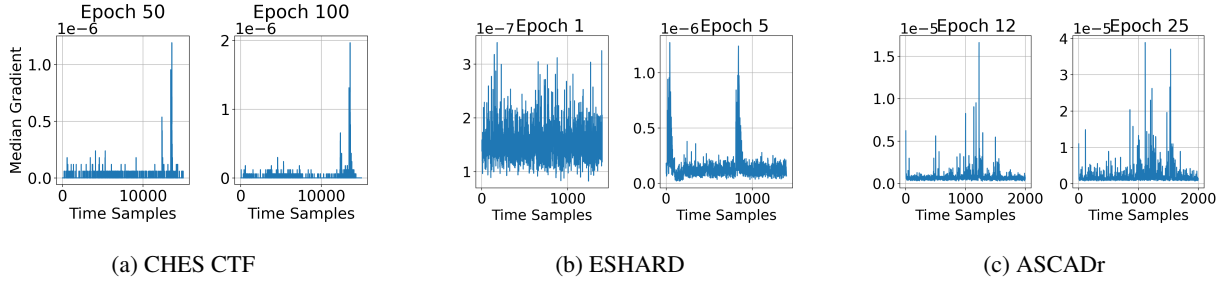 Epoch 50
1e−6
Median Gradient
1.0
0.5
0.0
0
10000
Time Samples
Epoch 100
1e−6
2
1
0
0
10000
Time Samples
(a) CHES CTF
1e−7 Epoch 1
3
2
1
0
1000
Time Samples
1e−6 Epoch 5
1.0
0.5
0.0
0
1000
Time Samples
(b) ESHARD
1e−5 Epoch 12
1.5
1.0
0.5
0.0
0
1000
2000
Time Samples
1e−5 Epoch 25
4
3
2
1
0
0
1000
2000
Time Samples
(c) ASCADr